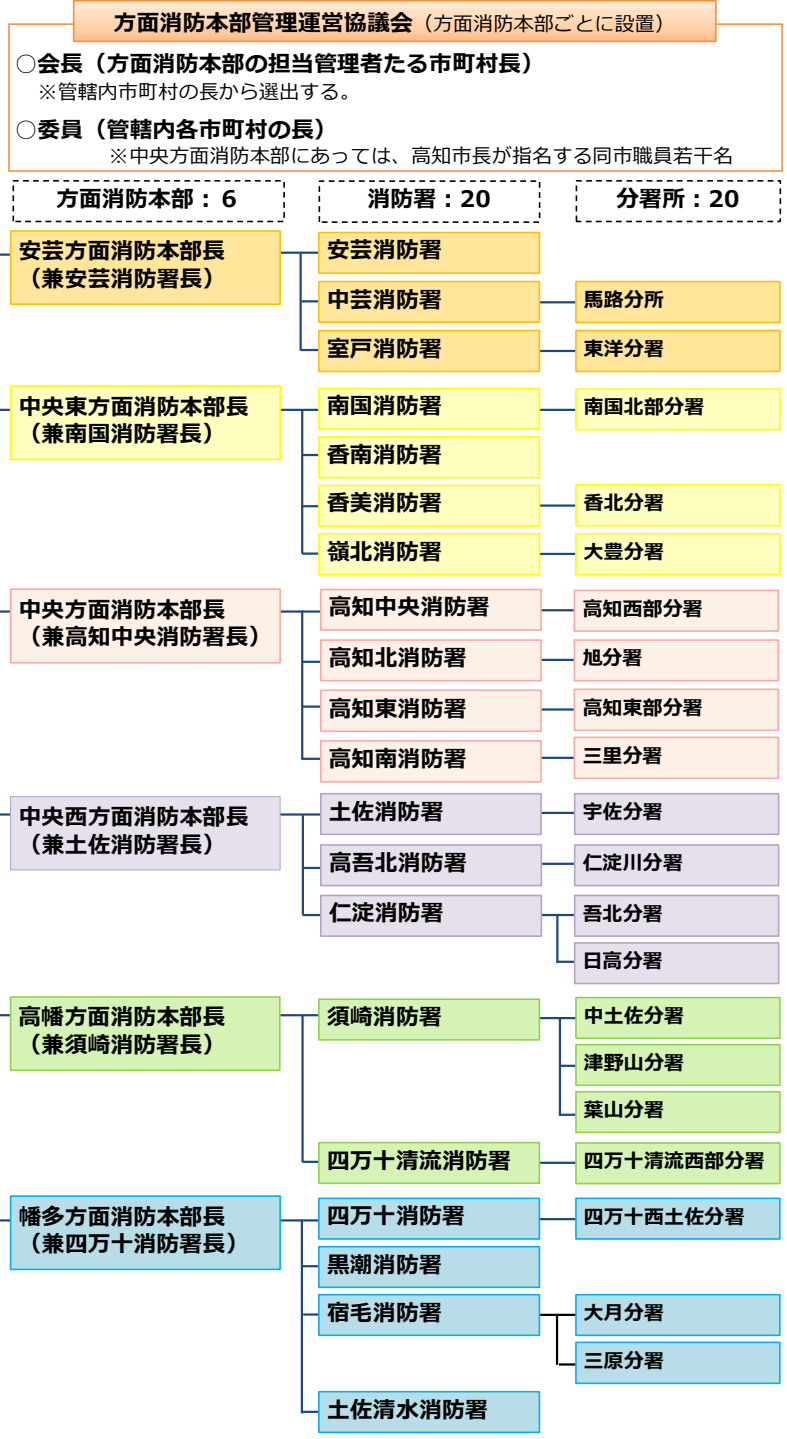 方面消防本部管理運営協議会（方面消防本部ごとに設置）
○会長（方面消防本部の担当管理者たる市町村長）
※管轄内市町村の長から選出する。
○委員（管轄内各市町村の長）
※中央方面消防本部にあっては、高知市長が指名する同市職員若干名
方面消防本部：6
消防署：20
分署所：20
安芸方面消防本部長
（兼安芸消防署長）
安芸消防署
中芸消防署
馬路分所
室戸消防署
東洋分署
中央東方面消防本部長
（兼南国消防署長）
南国消防署
南国北部分署
香南消防署
香美消防署
香北分署
嶺北消防署
大豊分署
中央方面消防本部長
（兼高知中央消防署長）
高知中央消防署
高知西部分署
高知北消防署
旭分署
高知東消防署
高知東部分署
高知南消防署
三里分署
中央西方面消防本部長
（兼土佐消防署長）
土佐消防署
宇佐分署
高吾北消防署
仁淀川分署
仁淀消防署
吾北分署
日高分署
高幡方面消防本部長
（兼須崎消防署長）
須崎消防署
中土佐分署
津野山分署
葉山分署
四万十清流消防署
四万十清流西部分署
幡多方面消防本部長
（兼四万十消防署長）
四万十消防署
四万十西土佐分署
黒潮消防署
宿毛消防署
大月分署
三原分署
土佐清水消防署